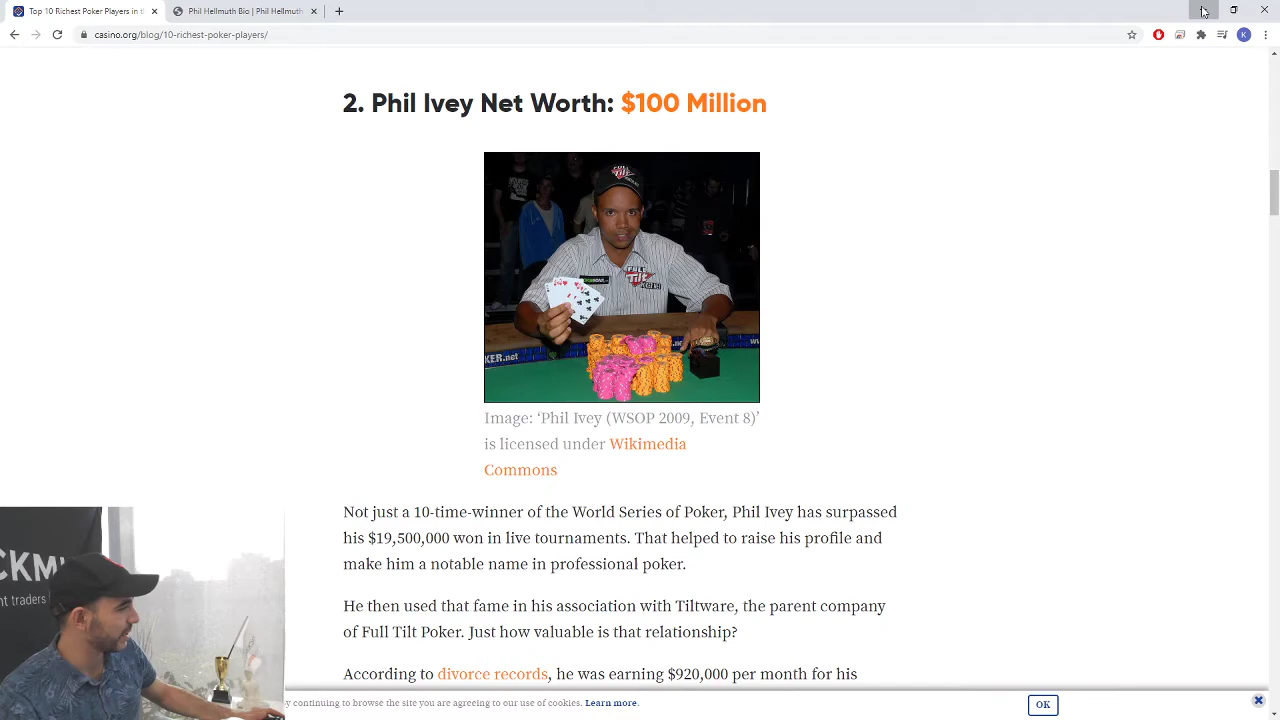 Top 10 Richest Poker Players in t
Phil Hellmuth Bio | Phil Hellmuth
casino.org/blog/10-richest-poker-players/
K
2. Phil Ivey Net Worth: $100 Million
FULL
Tilt
KER.net
Image: ‘Phil Ivey (WSOP 2009, Event 8)’
is licensed under Wikimedia
Commons
Not just a 10-time-winner of the World Series of Poker, Phil Ivey has surpassed
his $19,500,000 won in live tournaments. That helped to raise his profile and
make him a notable name in professional poker.
He then used that fame in his association with Tiltware, the parent company
of Full Tilt Poker. Just how valuable is that relationship?
According to divorce records, he was earning $920,000 per month for his
y continuing to browse the site you are agreeing to our use of cookies. Learn more.
OK
CKM
nt traders